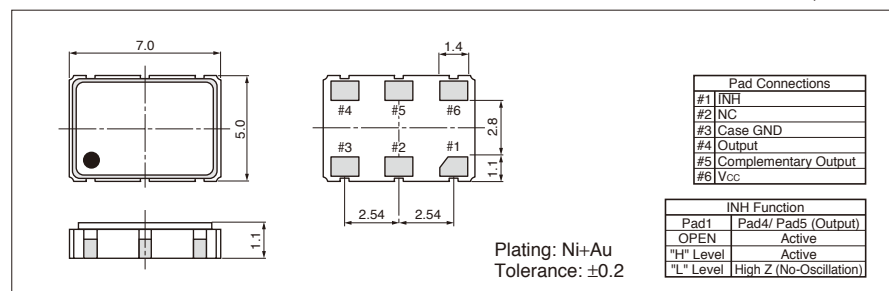 7.0
5.0
1.1
1.4
#4 #5 #6
#3 #2 #1
2.8
1.1
2.54 2.54
Plating: Ni+Au
Tolerance: ±0.2
Pad Connections
#1 I̅N̅H̅
#2 NC
#3 Case GND
#4 Output
#5 Complementary Output
#6 Vcc
INH Function
Pad1 Pad4/ Pad5 (Output)
OPEN Active
"H" Level Active
"L" Level High Z (No-Oscillation)